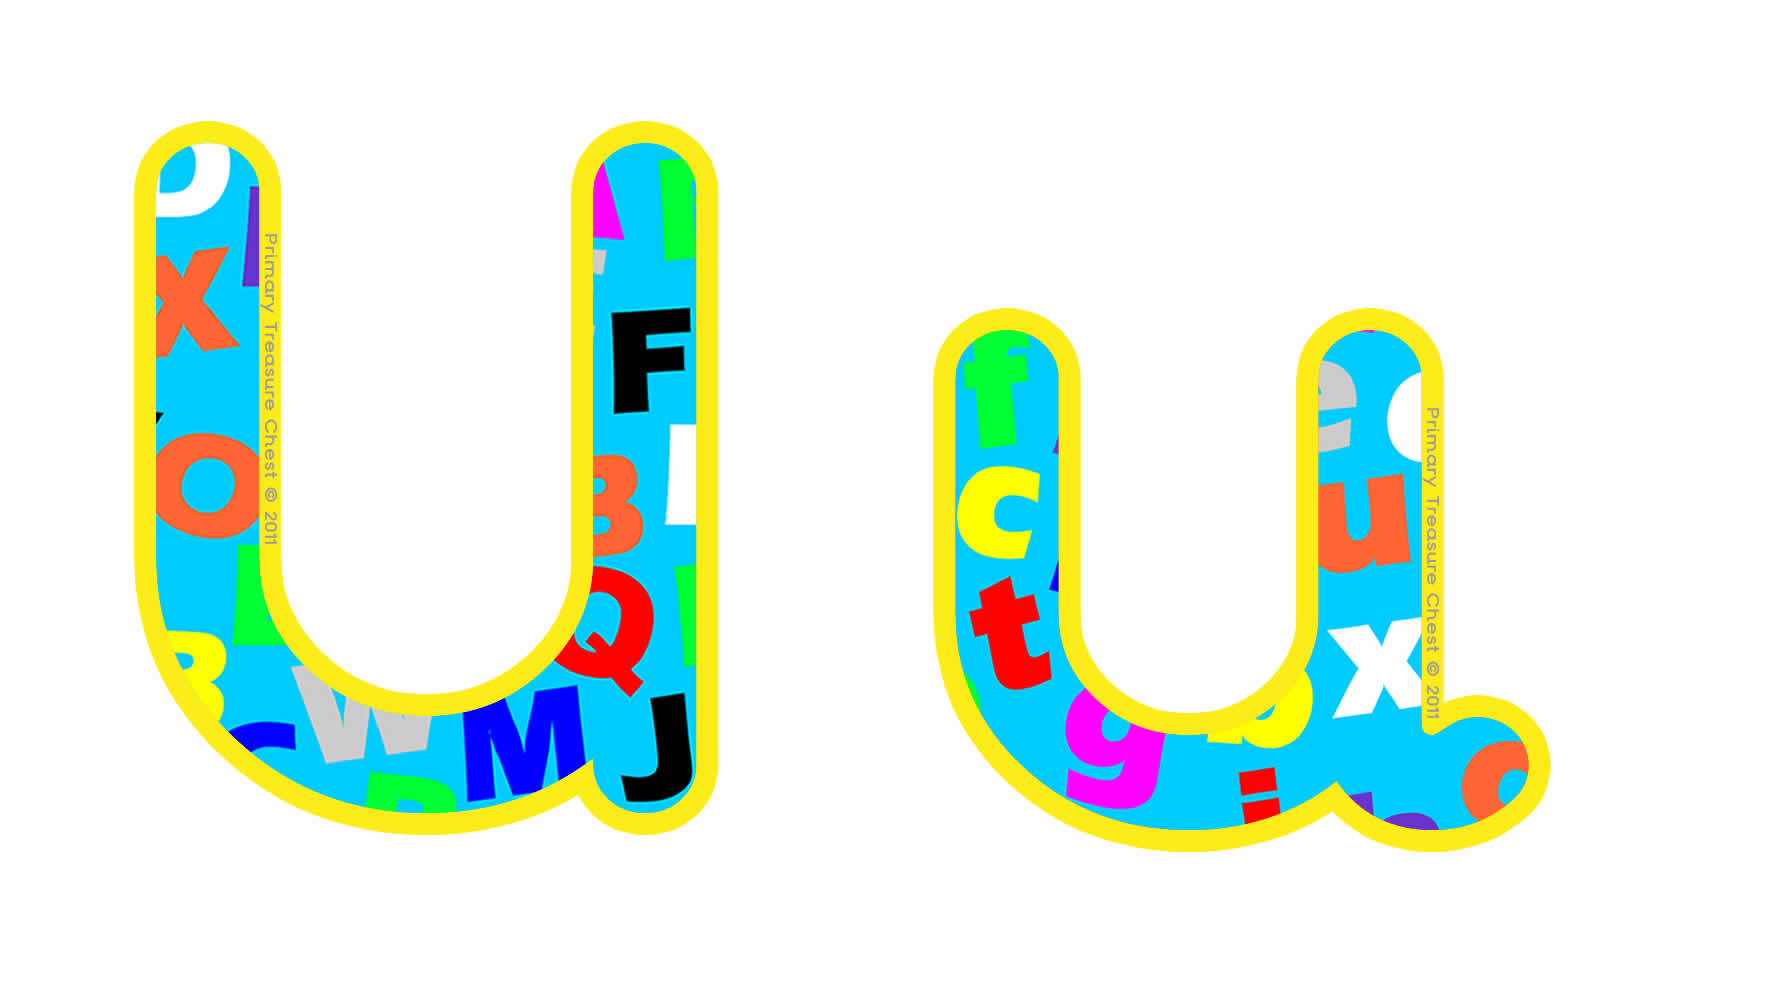 U u
Primary Treasure Chest © 2011
Primary Treasure Chest © 2011
X
O
B
W
M
F
B
Q
J
f
c
t
g
i
e
u
x